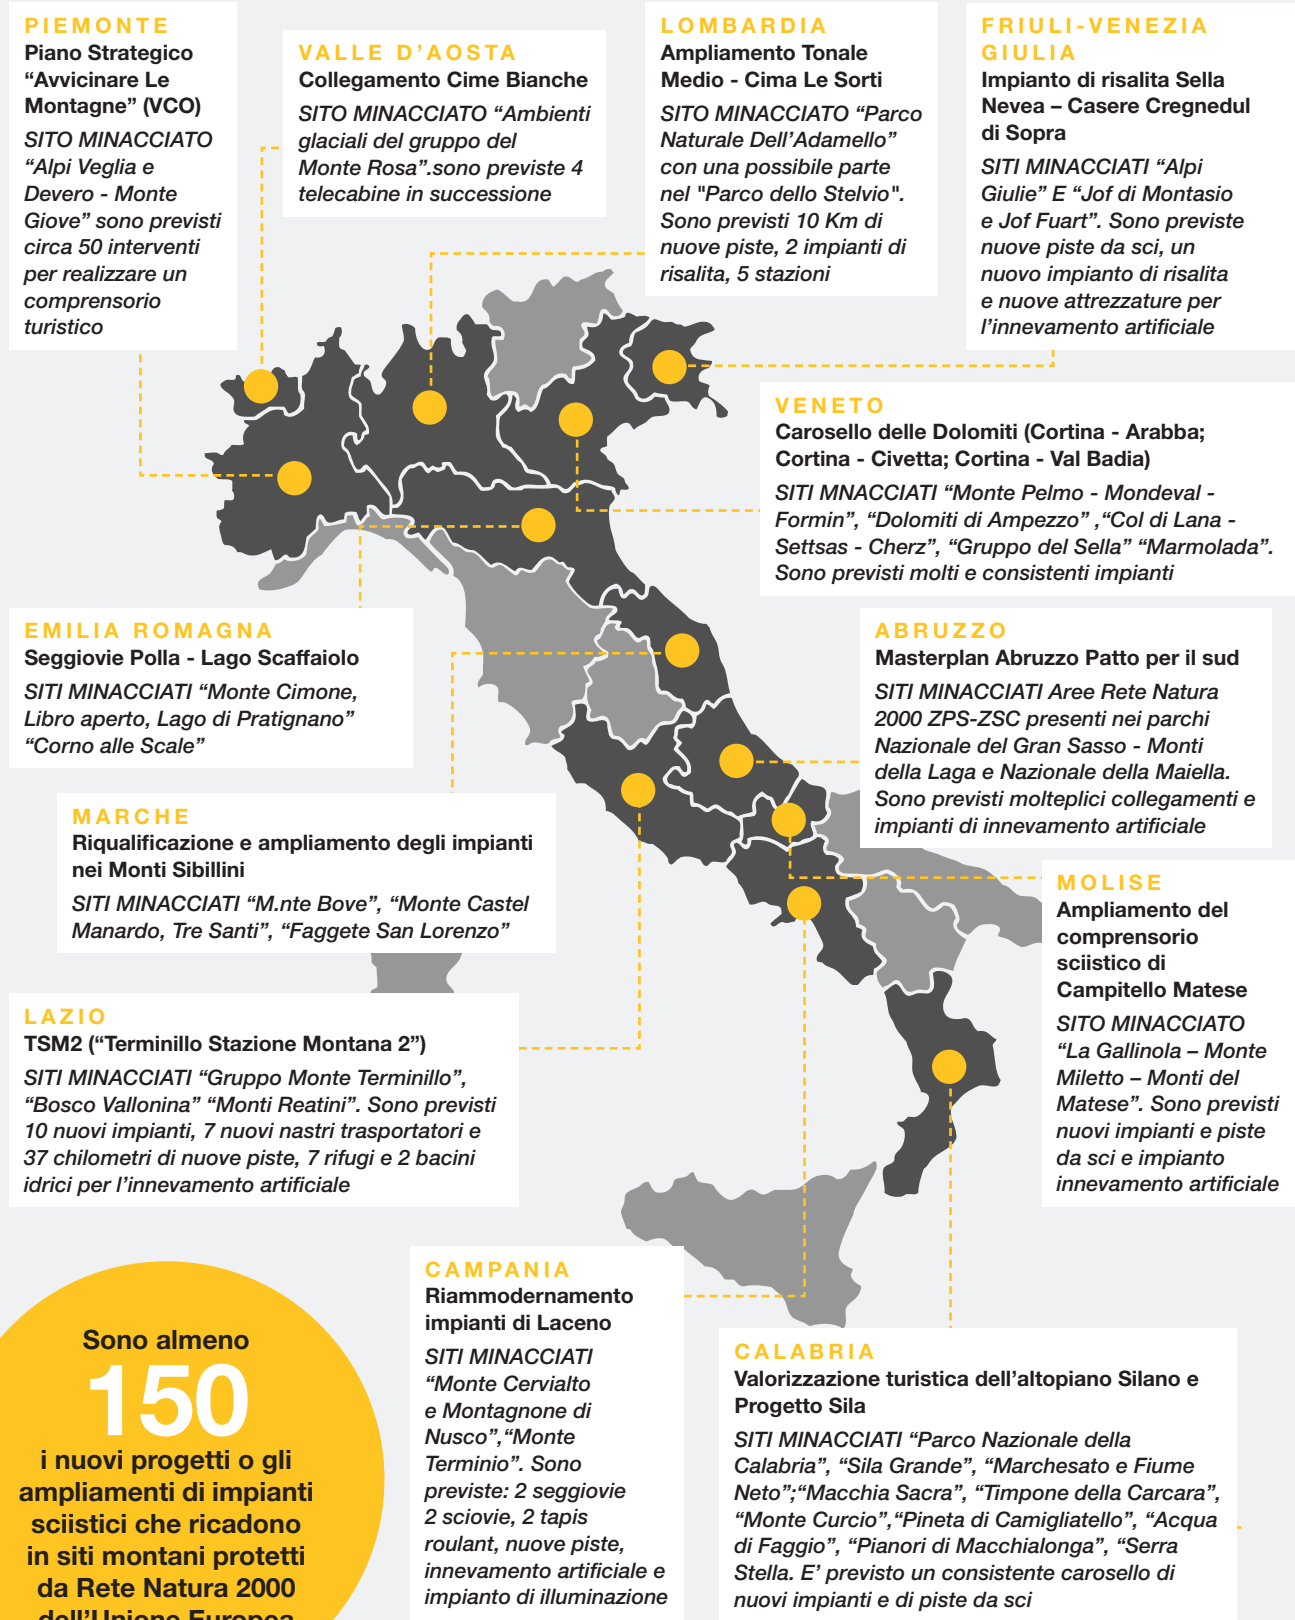 PIEMONTE
Piano Strategico
“Avvicinare Le
Montagne” (VCO)
SITO MINACCIATO
“Alpi Veglia e
Devero - Monte
Giove” sono previsti
circa 50 interventi
per realizzare un
comprensorio
turistico
VALLE D’AOSTA
Collegamento Cime Bianche
SITO MINACCIATO “Ambienti
glaciali del gruppo del
Monte Rosa”.sono previste 4
telecabine in successione
LOMBARDIA
Ampliamento Tonale
Medio - Cima Le Sorti
SITO MINACCIATO “Parco
Naturale Dell’Adamello”
con una possibile parte
nel "Parco dello Stelvio".
Sono previsti 10 Km di
nuove piste, 2 impianti di
risalita, 5 stazioni
FRIULI-VENEZIA
GIULIA
Impianto di risalita Sella
Nevea – Casere Cregnedul
di Sopra
SITI MINACCIATI “Alpi
Giulie” E “Jof di Montasio
e Jof Fuart”. Sono previste
nuove piste da sci, un
nuovo impianto di risalita
e nuove attrezzature per
l’innevamento artificiale
VENETO
Carosello delle Dolomiti (Cortina - Arabba;
Cortina - Civetta; Cortina - Val Badia)
SITI MNACCIATI “Monte Pelmo - Mondeval -
Formin”, “Dolomiti di Ampezzo” ,“Col di Lana -
Settsas - Cherz”, “Gruppo del Sella” “Marmolada”.
Sono previsti molti e consistenti impianti
EMILIA ROMAGNA
Seggiovie Polla - Lago Scaffaiolo
SITI MINACCIATI “Monte Cimone,
Libro aperto, Lago di Pratignano”
“Corno alle Scale”
ABRUZZO
Masterplan Abruzzo Patto per il sud
SITI MINACCIATI Aree Rete Natura
2000 ZPS-ZSC presenti nei parchi
Nazionale del Gran Sasso - Monti
della Laga e Nazionale della Maiella.
Sono previsti molteplici collegamenti e
impianti di innevamento artificiale
MARCHE
Riqualificazione e ampliamento degli impianti
nei Monti Sibillini
SITI MINACCIATI “M.nte Bove”, “Monte Castel
Manardo, Tre Santi”, “Faggete San Lorenzo”
MOLISE
Ampliamento del
comprensorio
sciistico di
Campitello Matese
SITO MINACCIATO
“La Gallinola – Monte
Miletto – Monti del
Matese”. Sono previsti
nuovi impianti e piste
da sci e impianto
innevamento artificiale
LAZIO
TSM2 (“Terminillo Stazione Montana 2”)
SITI MINACCIATI “Gruppo Monte Terminillo”,
“Bosco Vallonina” “Monti Reatini”. Sono previsti
10 nuovi impianti, 7 nuovi nastri trasportatori e
37 chilometri di nuove piste, 7 rifugi e 2 bacini
idrici per l’innevamento artificiale
CAMPANIA
Riammodernamento
impianti di Laceno
SITI MINACCIATI
“Monte Cervialto
e Montagnone di
Nusco”,“Monte
Terminio”. Sono
previste: 2 seggiovie
2 sciovie, 2 tapis
roulant, nuove piste,
innevamento artificiale e
impianto di illuminazione
CALABRIA
Valorizzazione turistica dell’altopiano Silano e
Progetto Sila
SITI MINACCIATI “Parco Nazionale della
Calabria”, “Sila Grande”, “Marchesato e Fiume
Neto”;“Macchia Sacra”, “Timpone della Carcara”,
“Monte Curcio”,“Pineta di Camigliatello”, “Acqua
di Faggio”, “Pianori di Macchialonga”, “Serra
Stella. E’ previsto un consistente carosello di
nuovi impianti e di piste da sci
Sono almeno
150
i nuovi progetti o gli
ampliamenti di impianti
sciistici che ricadono
in siti montani protetti
da Rete Natura 2000
dell’Unione Europea